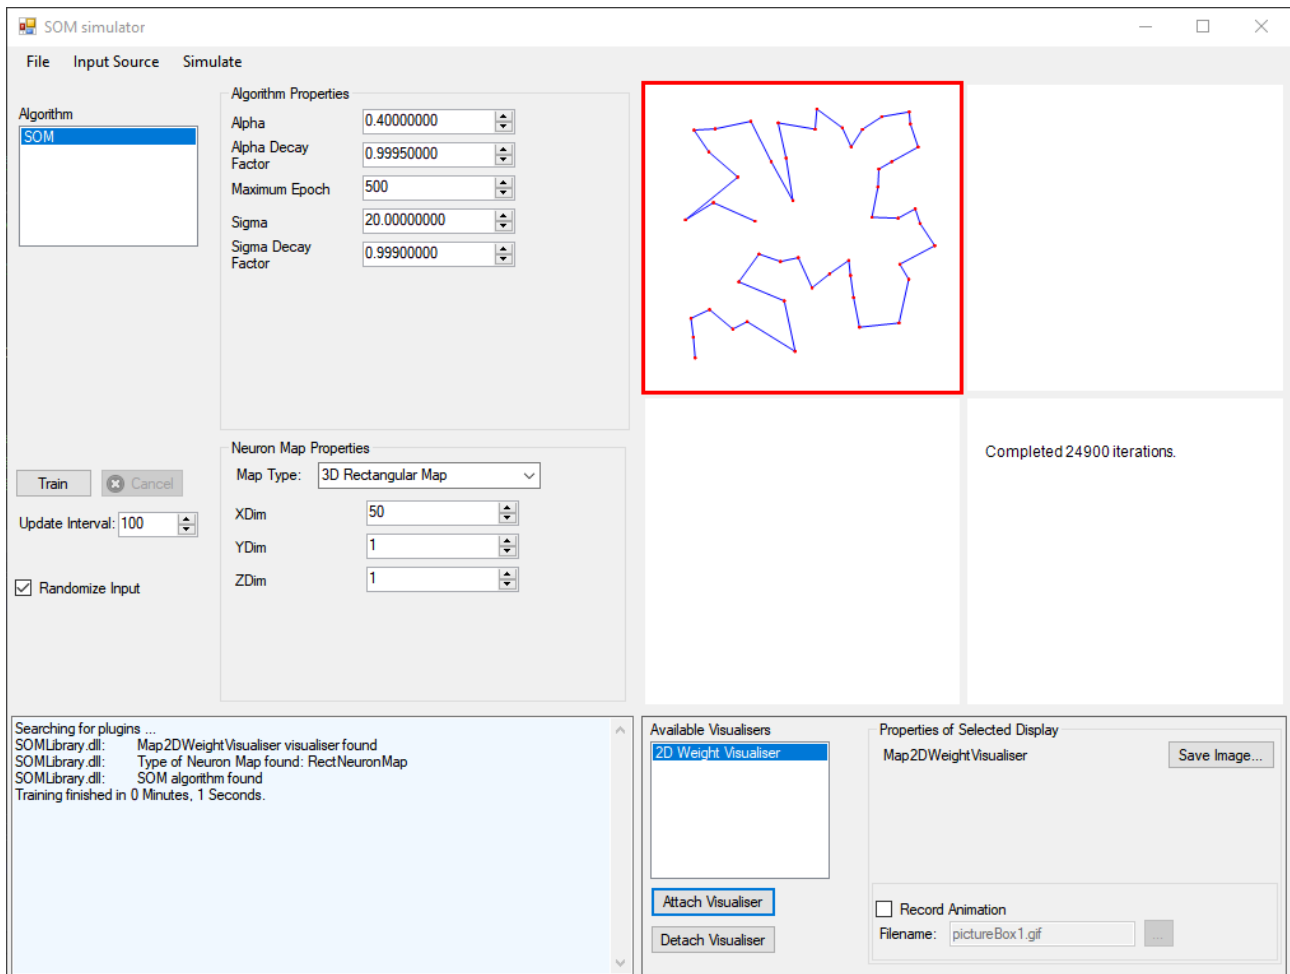 SOM simulator
File Input Source Simulate
Algorithm
SOM
Algorithm Properties
Alpha 0.40000000
Alpha Decay
Factor 0.99950000
Maximum Epoch 500
Sigma 20.00000000
Sigma Decay
Factor 0.99900000
Train Cancel
Update Interval: 100
Randomize Input
Neuron Map Properties
Map Type: 3D Rectangular Map
XDim 50
YDim 1
ZDim 1
Completed 24900 iterations.
Searching for plugins ...
SOMLibrary.dll: Map2DWeightVisualiser visualiser found
SOMLibrary.dll: Type of Neuron Map found: RectNeuronMap
SOMLibrary.dll: SOM algorithm found
Training finished in 0 Minutes, 1 Seconds.
Available Visualisers
2D Weight Visualiser
Attach Visualiser
Detach Visualiser
Properties of Selected Display
Map2DWeightVisualiser Save Image...
Record Animation
Filename: pictureBox1.gif ...